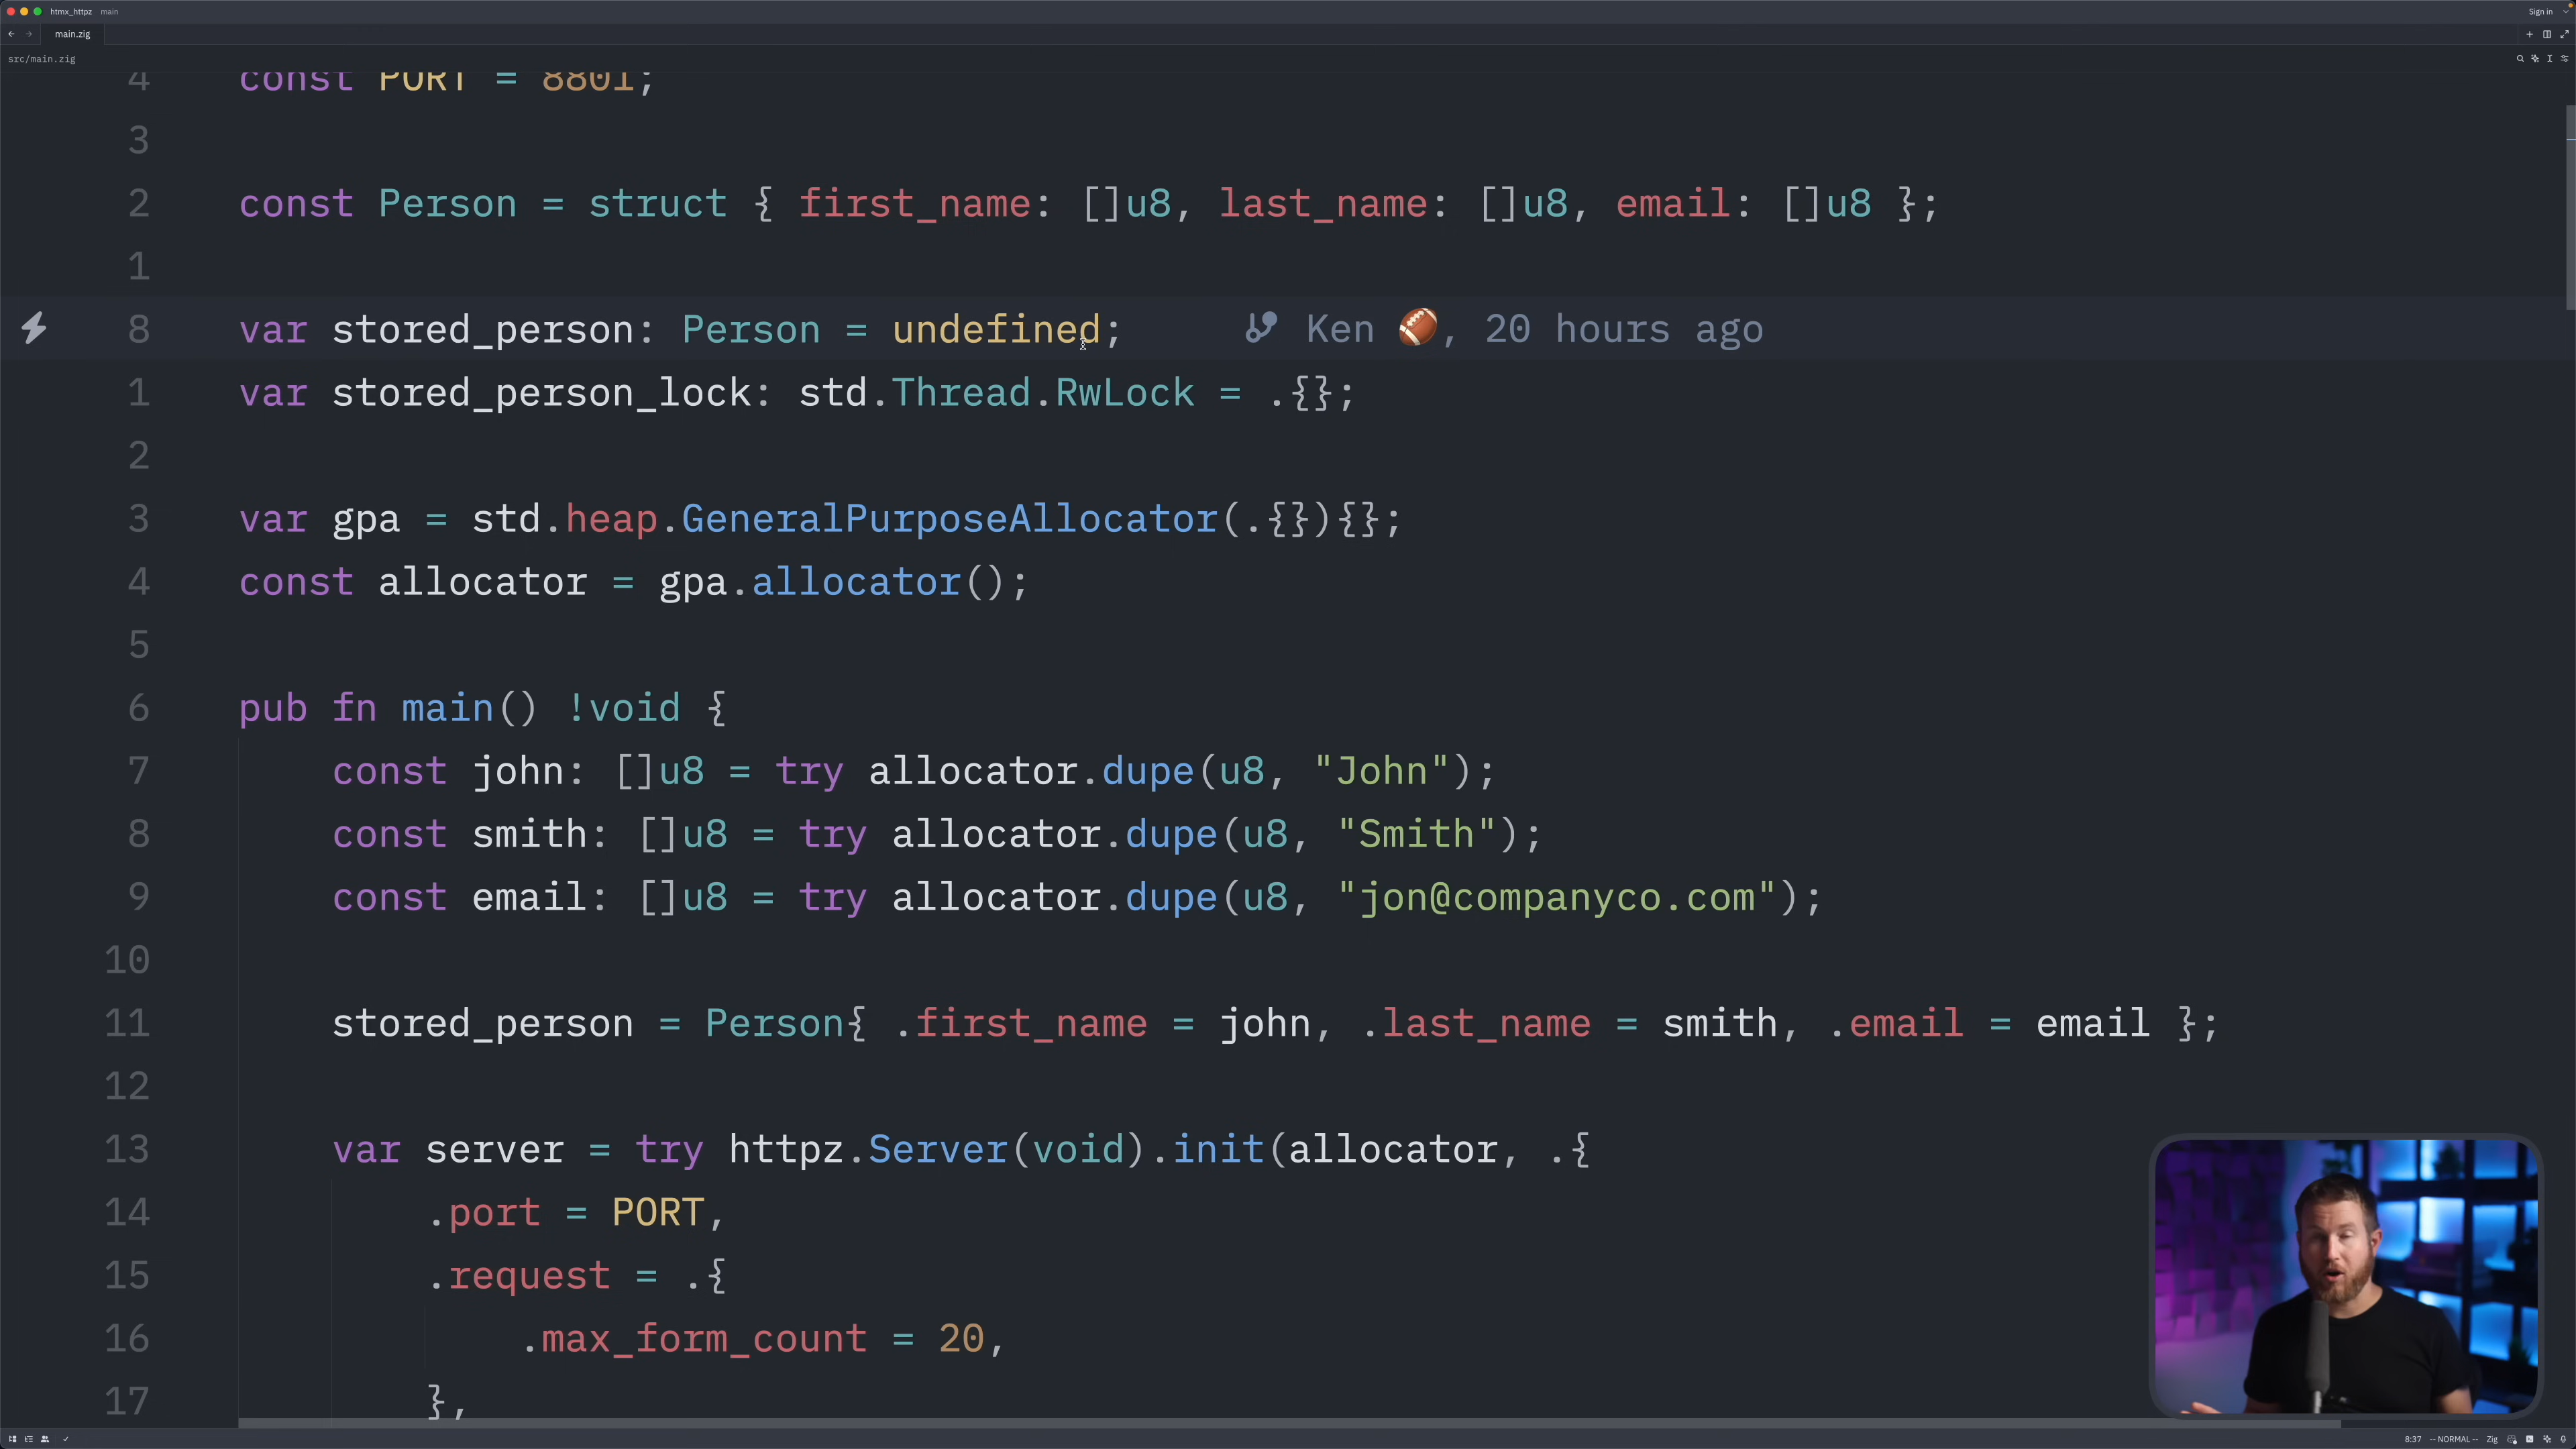 htmx_httpz main
Sign in
main.zig
src/main.zig
4 const PORT = 8801;
3
2 const Person = struct { first_name: []u8, last_name: []u8, email: []u8 };
1
8 var stored_person: Person = undefined; Ken 🏈, 20 hours ago
1 var stored_person_lock: std.Thread.RwLock = .{};
2
3 var gpa = std.heap.GeneralPurposeAllocator(.{}){};
4 const allocator = gpa.allocator();
5
6 pub fn main() !void {
7 const john: []u8 = try allocator.dupe(u8, "John");
8 const smith: []u8 = try allocator.dupe(u8, "Smith");
9 const email: []u8 = try allocator.dupe(u8, "jon@companyco.com");
10
11 stored_person = Person{ .first_name = john, .last_name = smith, .email = email };
12
13 var server = try httpz.Server(void).init(allocator, .{
14 .port = PORT,
15 .request = .{
16 .max_form_count = 20,
17 },
8:37 -- NORMAL -- Zig